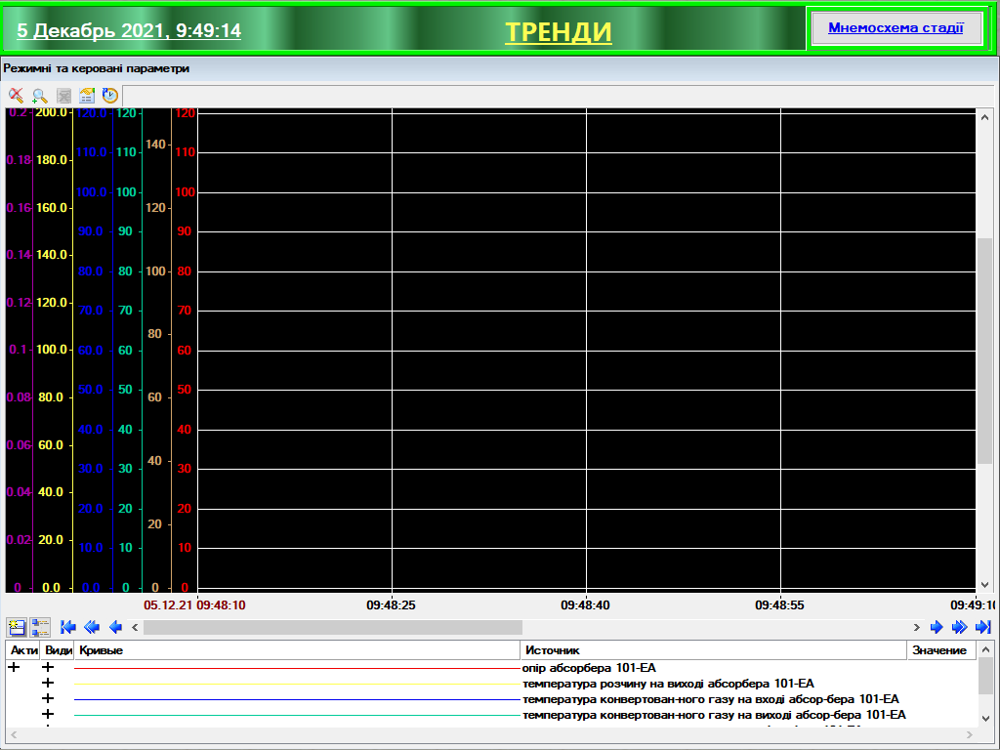 5 Декабрь 2021, 9:49:14 ТРЕНДИ Мнемосхема стадії
Режимні та керовані параметри
0.2 200.0 120.0 120 120
110.0 110 140 110
0.18 180.0
100.0 100 100
0.16 160.0 120
90.0 90 90
0.14 140.0
80.0 80 100 80
0.12 120.0
70.0 70 70
80
0.1 100.0 60.0 60 60
50.0 50 50
0.08 80.0 60
40.0 40 40
0.06 60.0
40
30.0 30 30
0.04 40.0
20.0 20 20
20
0.02 20.0
10.0 10 10
0 0.0 0.0 0 0 0
05.12.21 09:48:10 09:48:25 09:48:40 09:48:55 09:49:10
Акти Види Кривые Источник Значение
опір абсорбера 101-ЕА
температура розчину на виході абсорбера 101-ЕА
температура конвертован-ного газу на вході абсор-бера 101-ЕА
температура конвертован-ного газу на виході абсор-бера 101-ЕА